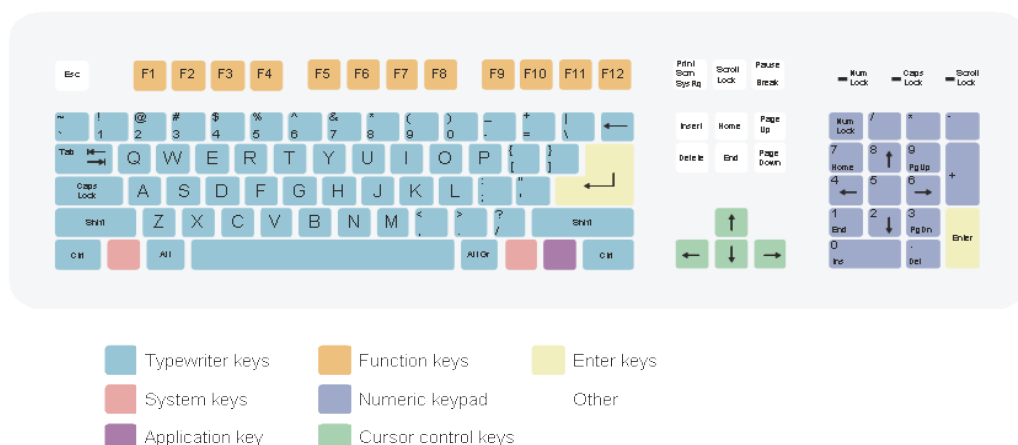 Esc F1 F2 F3 F4 F5 F6 F7 F8 F9 F10 F11 F12 Print Scrn Sys Rq Scroll Lock Pause Break Num Lock Caps Lock Scroll Lock
~ ` ! 1 @ 2 # 3 $ 4 % 5 ^ 6 & 7 * 8 ( 9 ) 0 _ - + = | \ Insert Home Page Up Num Lock / * -
Tab Q W E R T Y U I O P { [ } ] Delete End Page Down 7 Home 8 9 Pg Up +
Caps Lock A S D F G H J K L : ; " ' 4 5 6
Shift Z X C V B N M < , > . ? / Shift 1 End 2 3 Pg Dn Enter
Ctrl Alt Alt Gr Ctrl 0 Ins . Del
Typewriter keys Function keys Enter keys
System keys Numeric keypad Other
Application key Cursor control keys